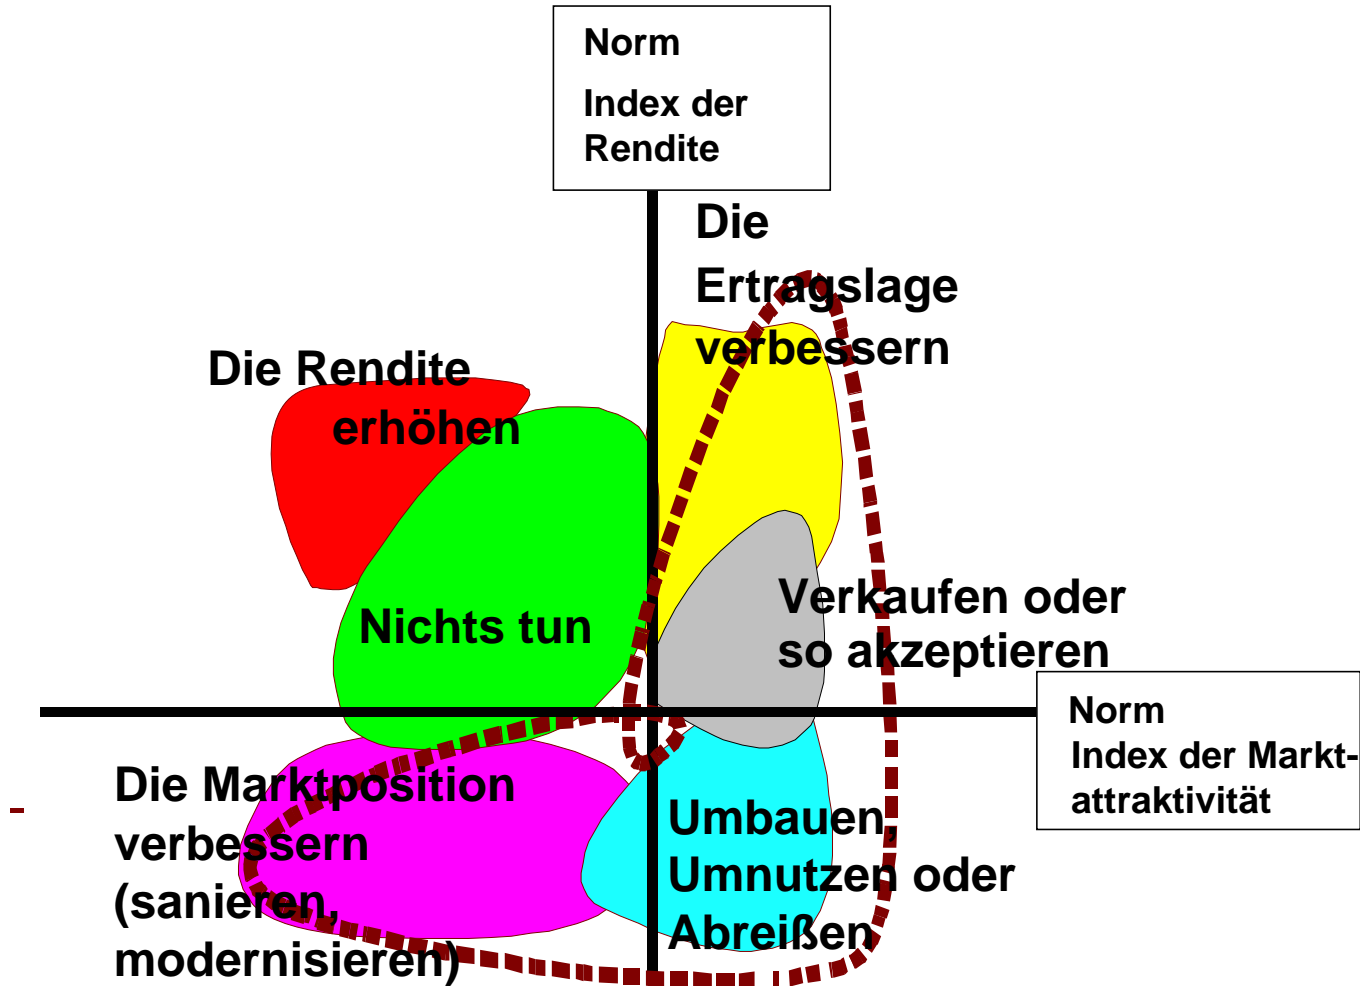 Norm
Index der
Rendite
Die
Ertragslage
verbessern
Die Rendite
erhöhen
Nichts tun
Verkaufen oder
so akzeptieren
Norm
Index der Markt-
attraktivität
Die Marktposition
verbessern
(sanieren,
modernisieren)
Umbauen,
Umnutzen oder
Abreißen